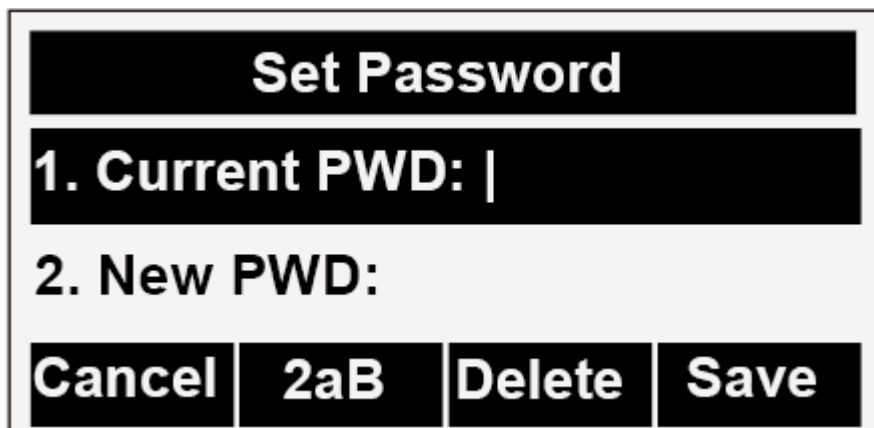 Set Password
1. Current PWD: |
2. New PWD:
Cancel 2aB Delete Save